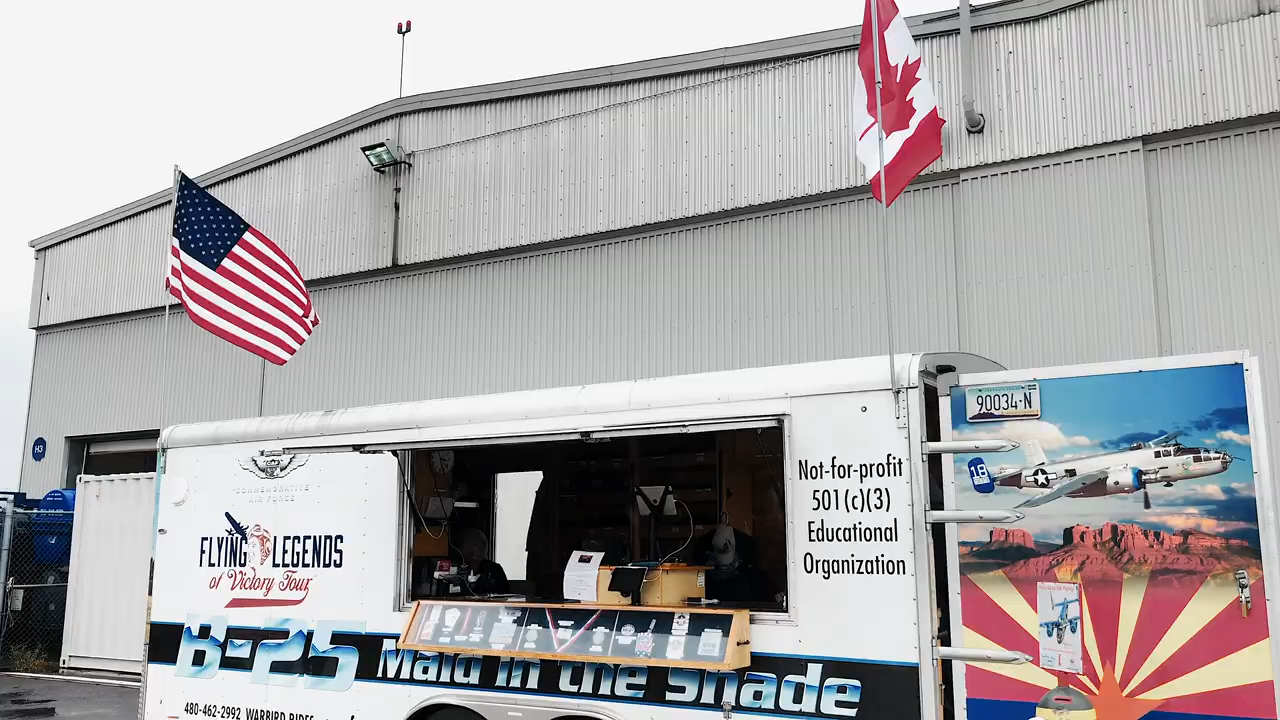 90034-N
H3
COMMEMORATIVE
AIR FORCE
FLYING LEGENDS
of Victory Tour
Not-for-profit
501(c)(3)
Educational
Organization
18
B-25 Maid in the Shade
480-462-2992 WARBIRD RIDES